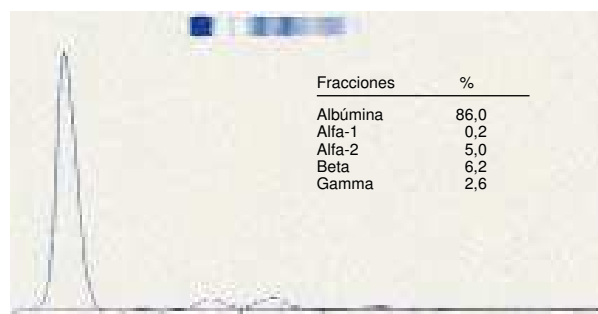 Fracciones %
Albúmina 86,0
Alfa-1 0,2
Alfa-2 5,0
Beta 6,2
Gamma 2,6